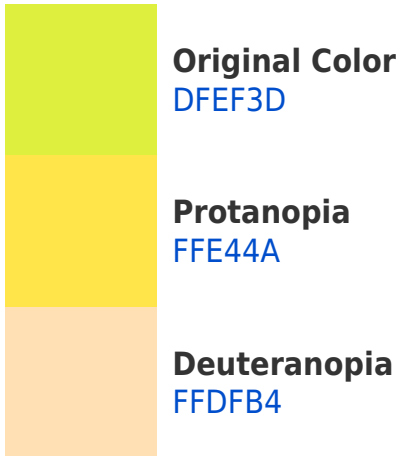 Original Color
DFEF3D
Protanopia
FFE44A
Deuteranopia
FFDFB4